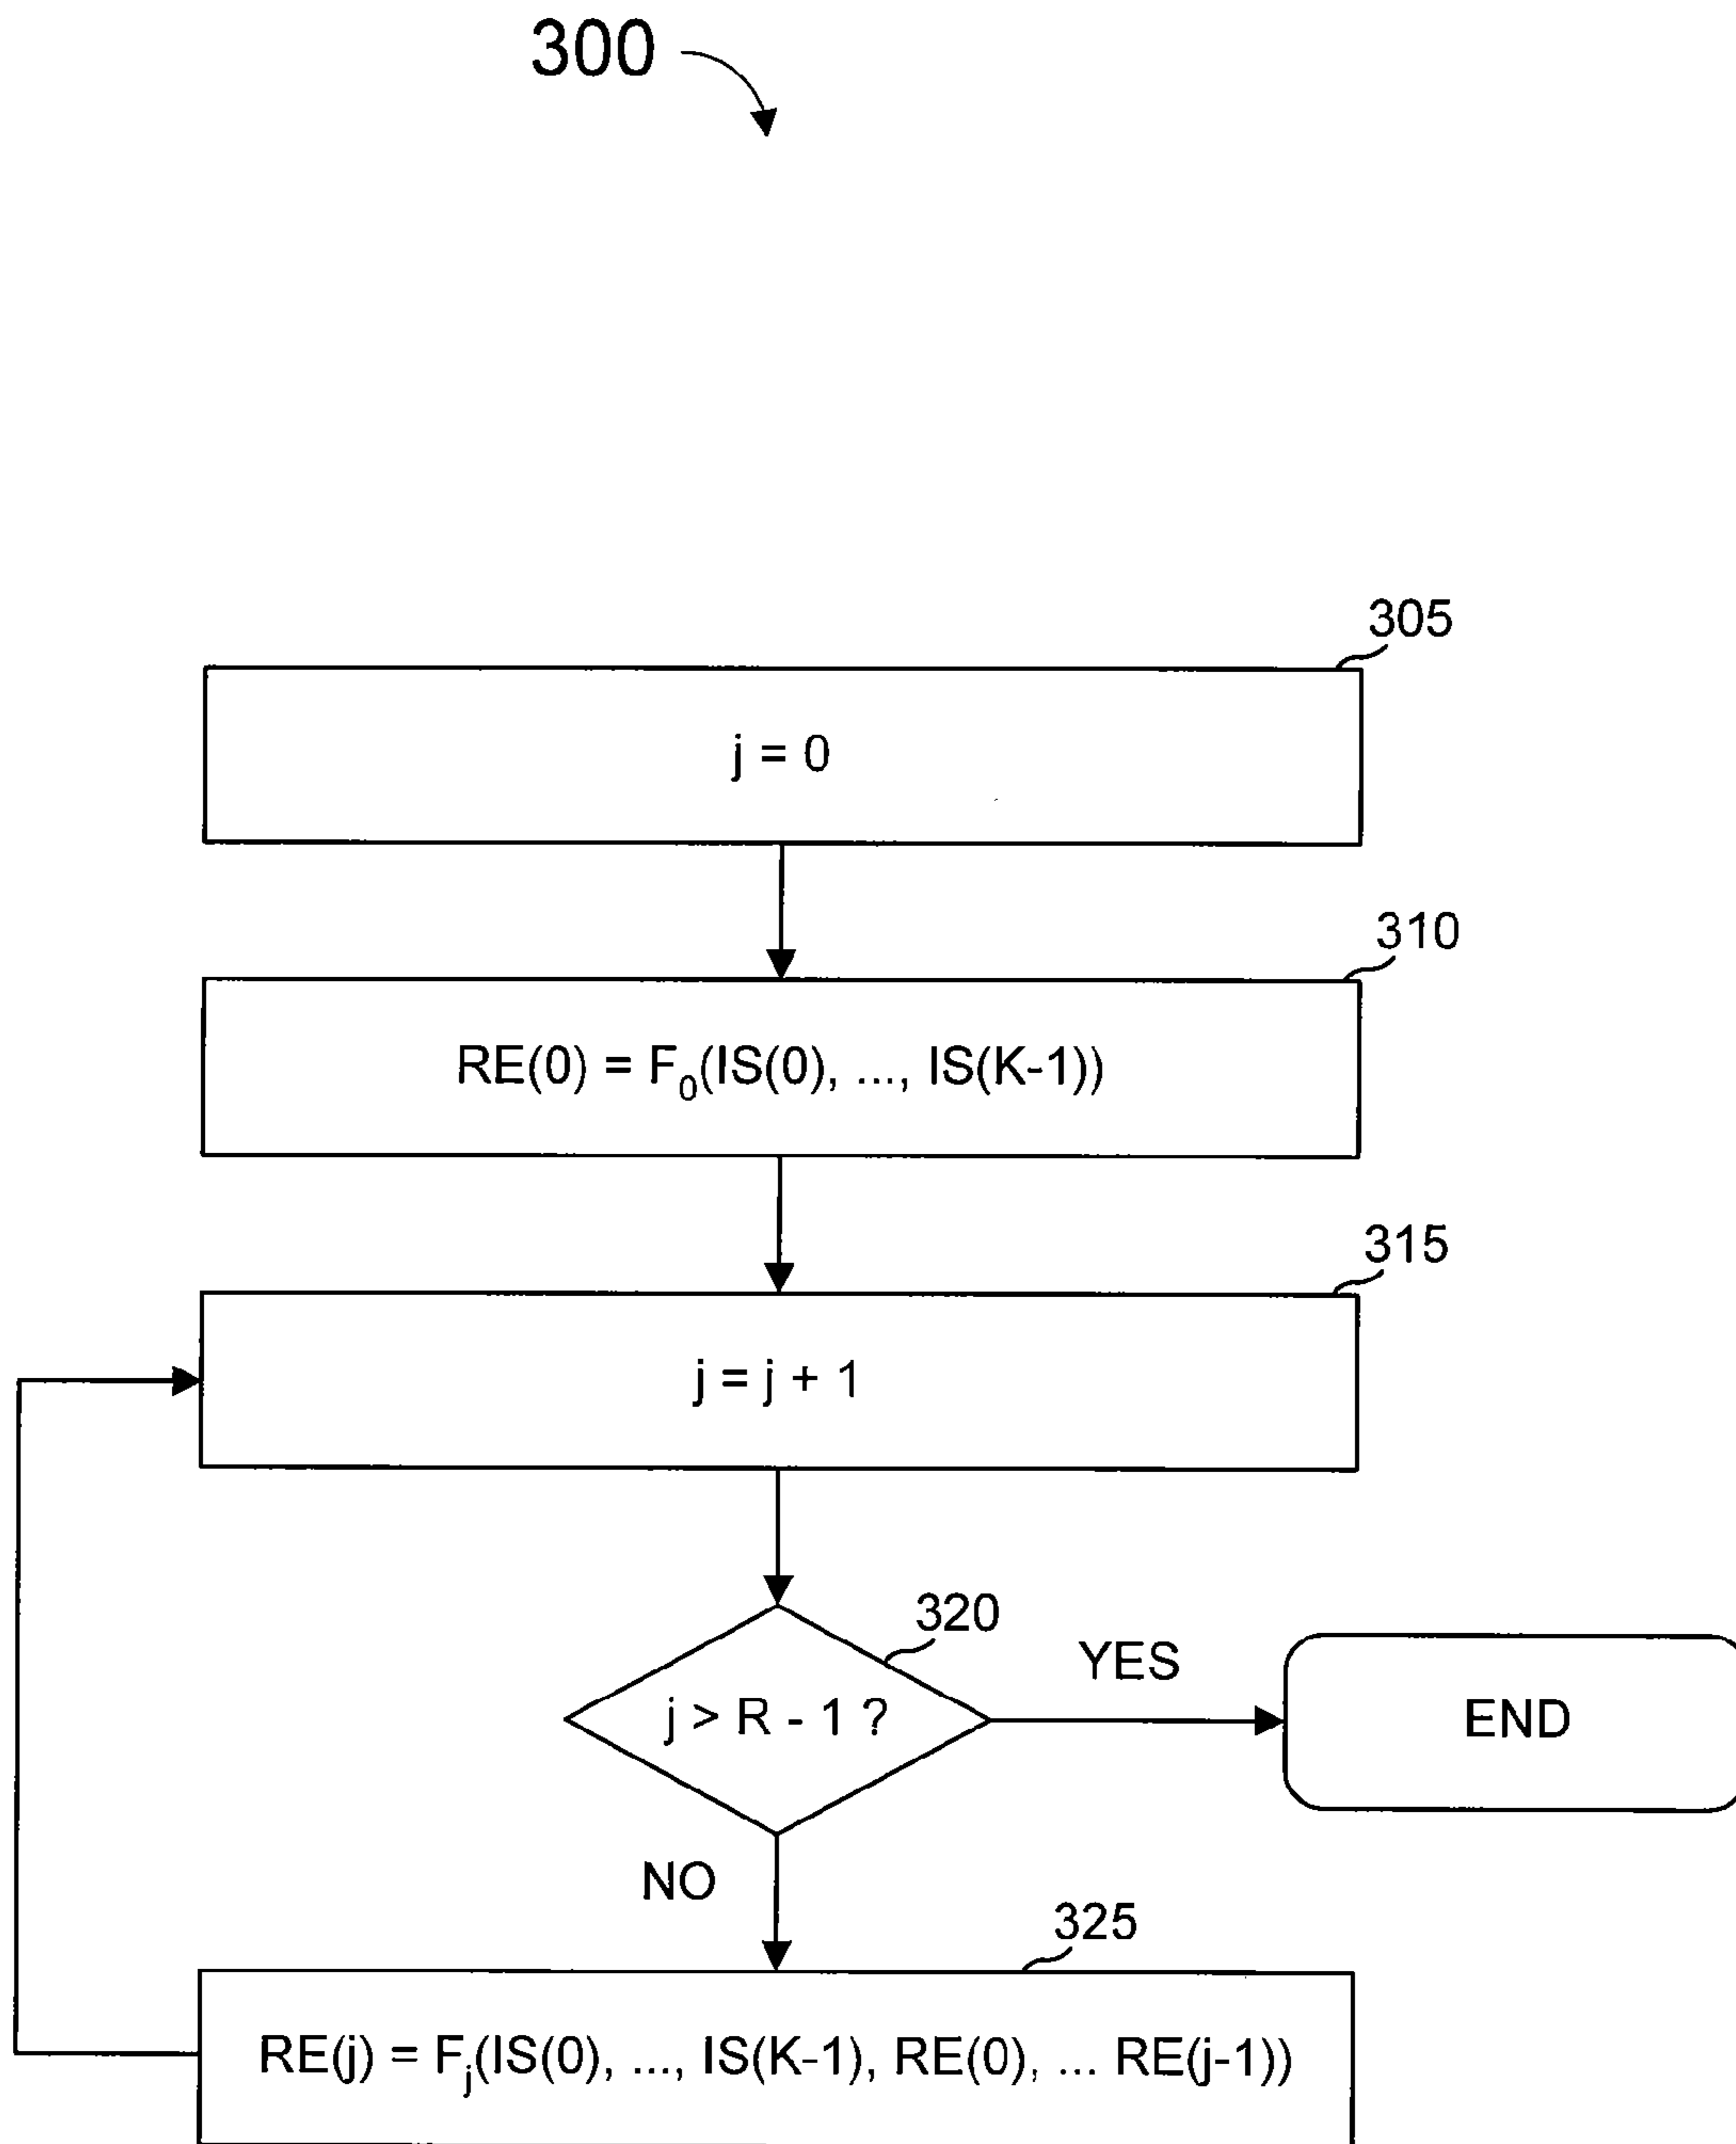 300
305
j = 0
310
RE(0) = F0(IS(0), ..., IS(K-1))
315
j = j + 1
320
j > R - 1 ?
YES
END
NO
325
RE(j) = Fj(IS(0), ..., IS(K-1), RE(0), ... RE(j-1))